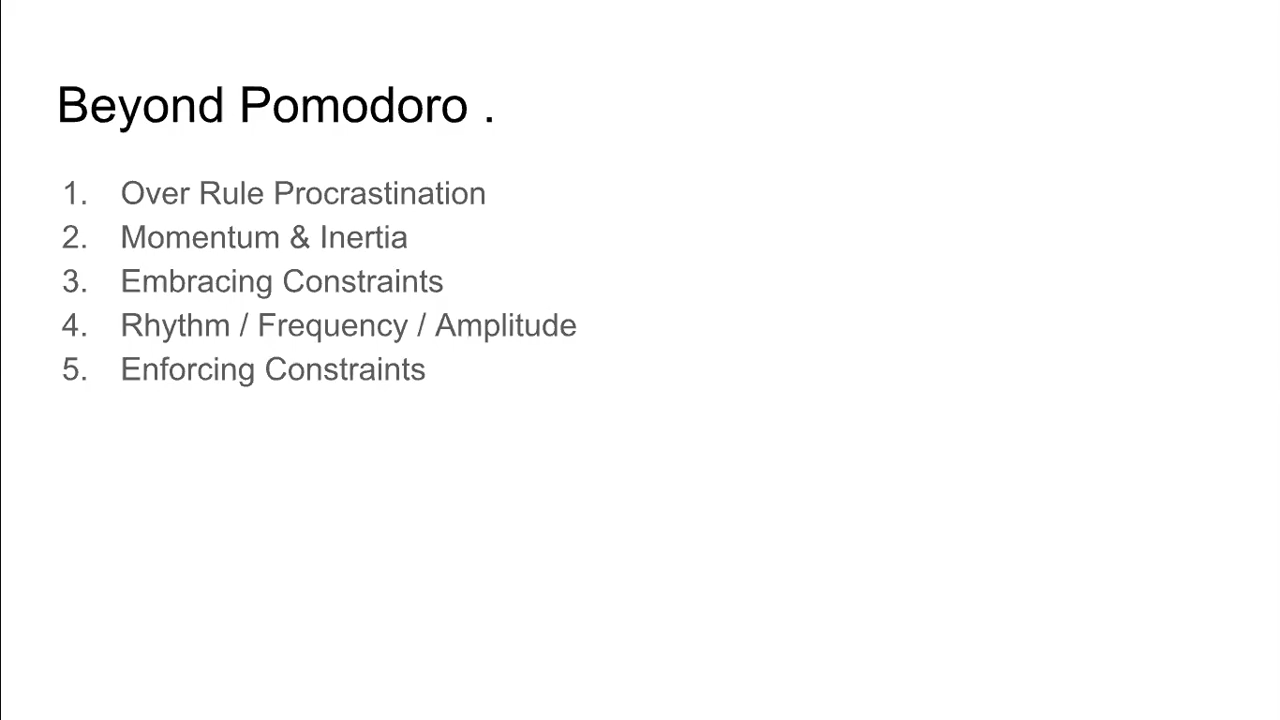 Beyond Pomodoro .
1. Over Rule Procrastination
2. Momentum & Inertia
3. Embracing Constraints
4. Rhythm / Frequency / Amplitude
5. Enforcing Constraints